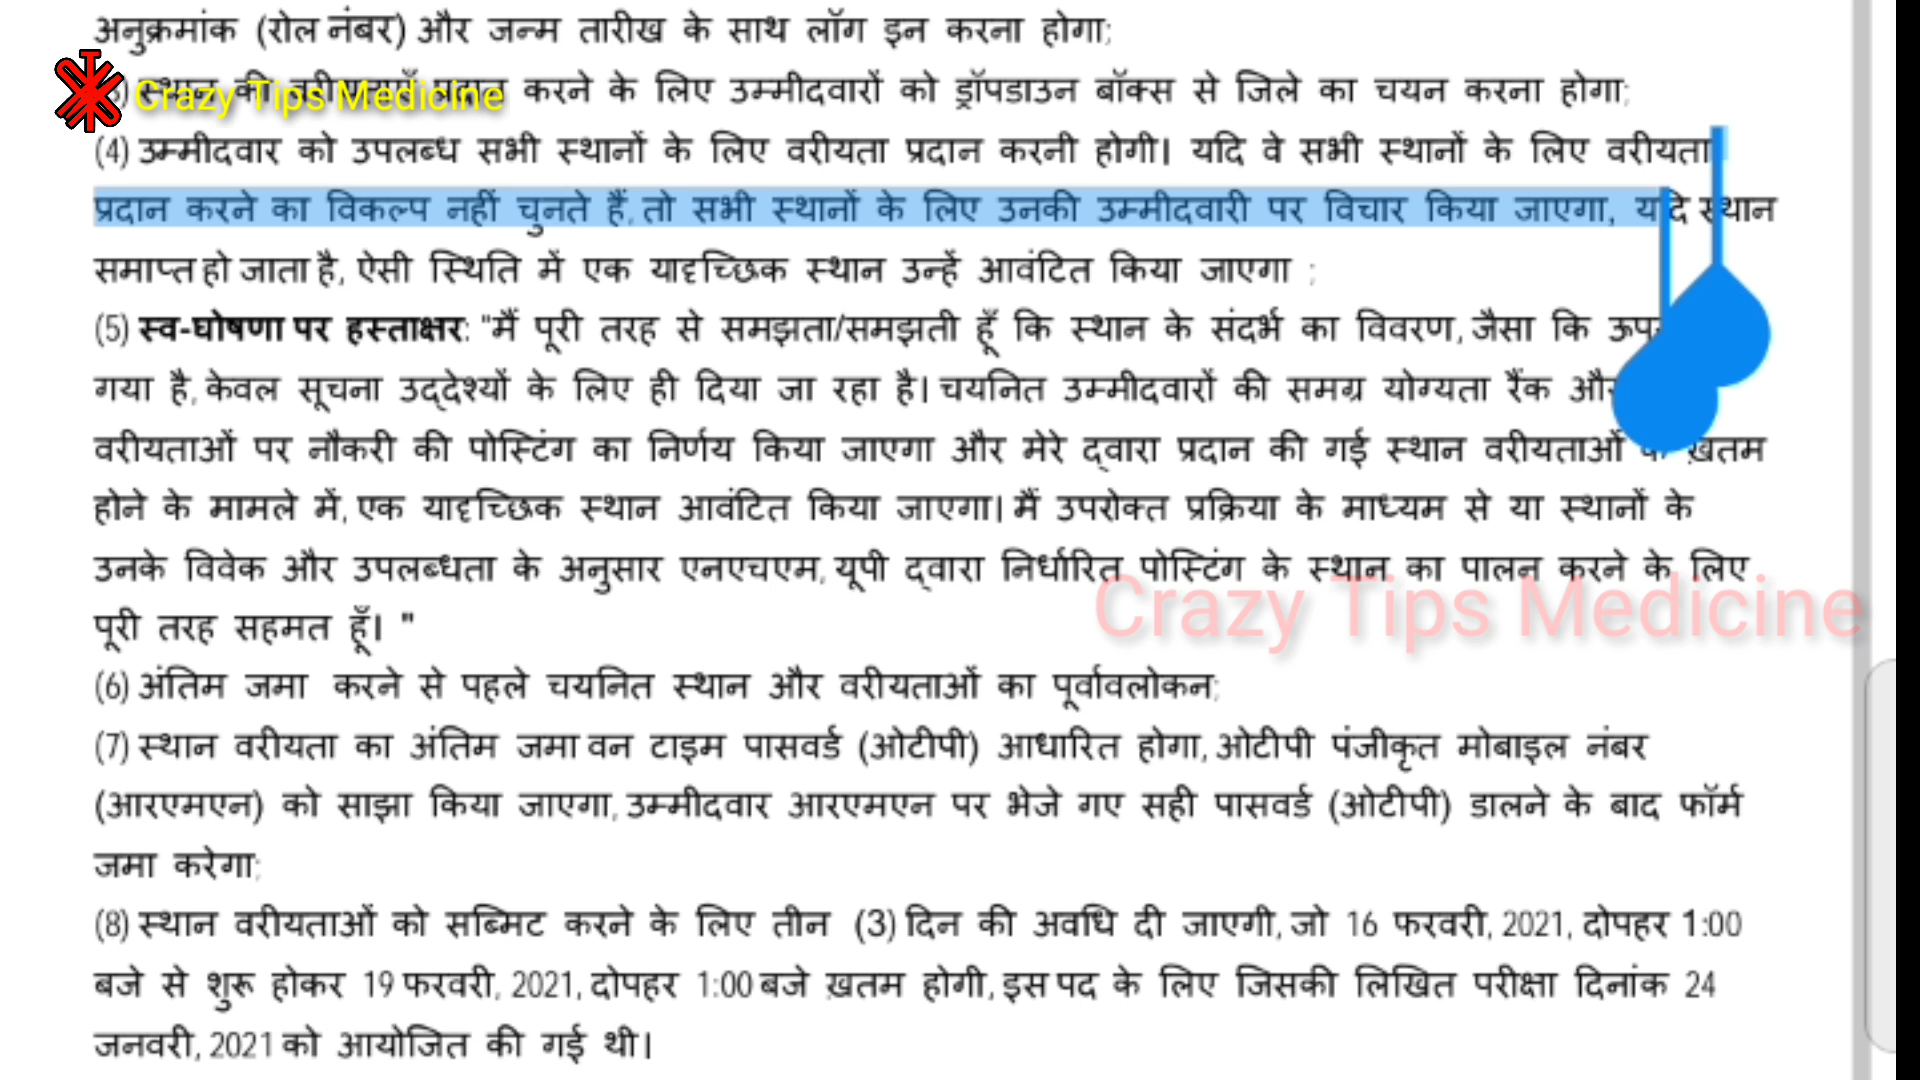 अनुक्रमांक (रोल नंबर) और जन्म तारीख के साथ लॉग इन करना होगा;
Crazy Tips Medicine
करने के लिए उम्मीदवारों को ड्रॉपडाउन बॉक्स से जिले का चयन करना होगा;
(4) उम्मीदवार को उपलब्ध सभी स्थानों के लिए वरीयता प्रदान करनी होगी। यदि वे सभी स्थानों के लिए वरीयता
प्रदान करने का विकल्प नहीं चुनते हैं, तो सभी स्थानों के लिए उनकी उम्मीदवारी पर विचार किया जाएगा, यदि स्थान
समाप्त हो जाता है, ऐसी स्थिति में एक यादृच्छिक स्थान उन्हें आवंटित किया जाएगा ;
(5) स्व-घोषणा पर हस्ताक्षर: "मैं पूरी तरह से समझता/समझती हूँ कि स्थान के संदर्भ का विवरण, जैसा कि
गया है, केवल सूचना उद्देश्यों के लिए ही दिया जा रहा है। चयनित उम्मीदवारों की समग्र योग्यता रैंक और
वरीयताओं पर नौकरी की पोस्टिंग का निर्णय किया जाएगा और मेरे द्वारा प्रदान की गई स्थान वरीयताओं ख़तम
होने के मामले में, एक यादृच्छिक स्थान आवंटित किया जाएगा। मैं उपरोक्त प्रक्रिया के माध्यम से या स्थानों के
उनके विवेक और उपलब्धता के अनुसार एनएचएम, यूपी द्वारा निर्धारित पोस्टिंग के स्थान का पालन करने के लिए
Crazy Tips Medicine
पूरी तरह सहमत हूँ। "
(6) अंतिम जमा करने से पहले चयनित स्थान और वरीयताओं का पूर्वावलोकन;
(7) स्थान वरीयता का अंतिम जमा वन टाइम पासवर्ड (ओटीपी) आधारित होगा, ओटीपी पंजीकृत मोबाइल नंबर
(आरएमएन) को साझा किया जाएगा, उम्मीदवार आरएमएन पर भेजे गए सही पासवर्ड (ओटीपी) डालने के बाद फॉर्म
जमा करेगा;
(8) स्थान वरीयताओं को सब्मिट करने के लिए तीन (3) दिन की अवधि दी जाएगी, जो 16 फरवरी, 2021, दोपहर 1:00
बजे से शुरू होकर 19 फरवरी, 2021, दोपहर 1:00 बजे ख़तम होगी, इस पद के लिए जिसकी लिखित परीक्षा दिनांक 24
जनवरी, 2021 को आयोजित की गई थी।